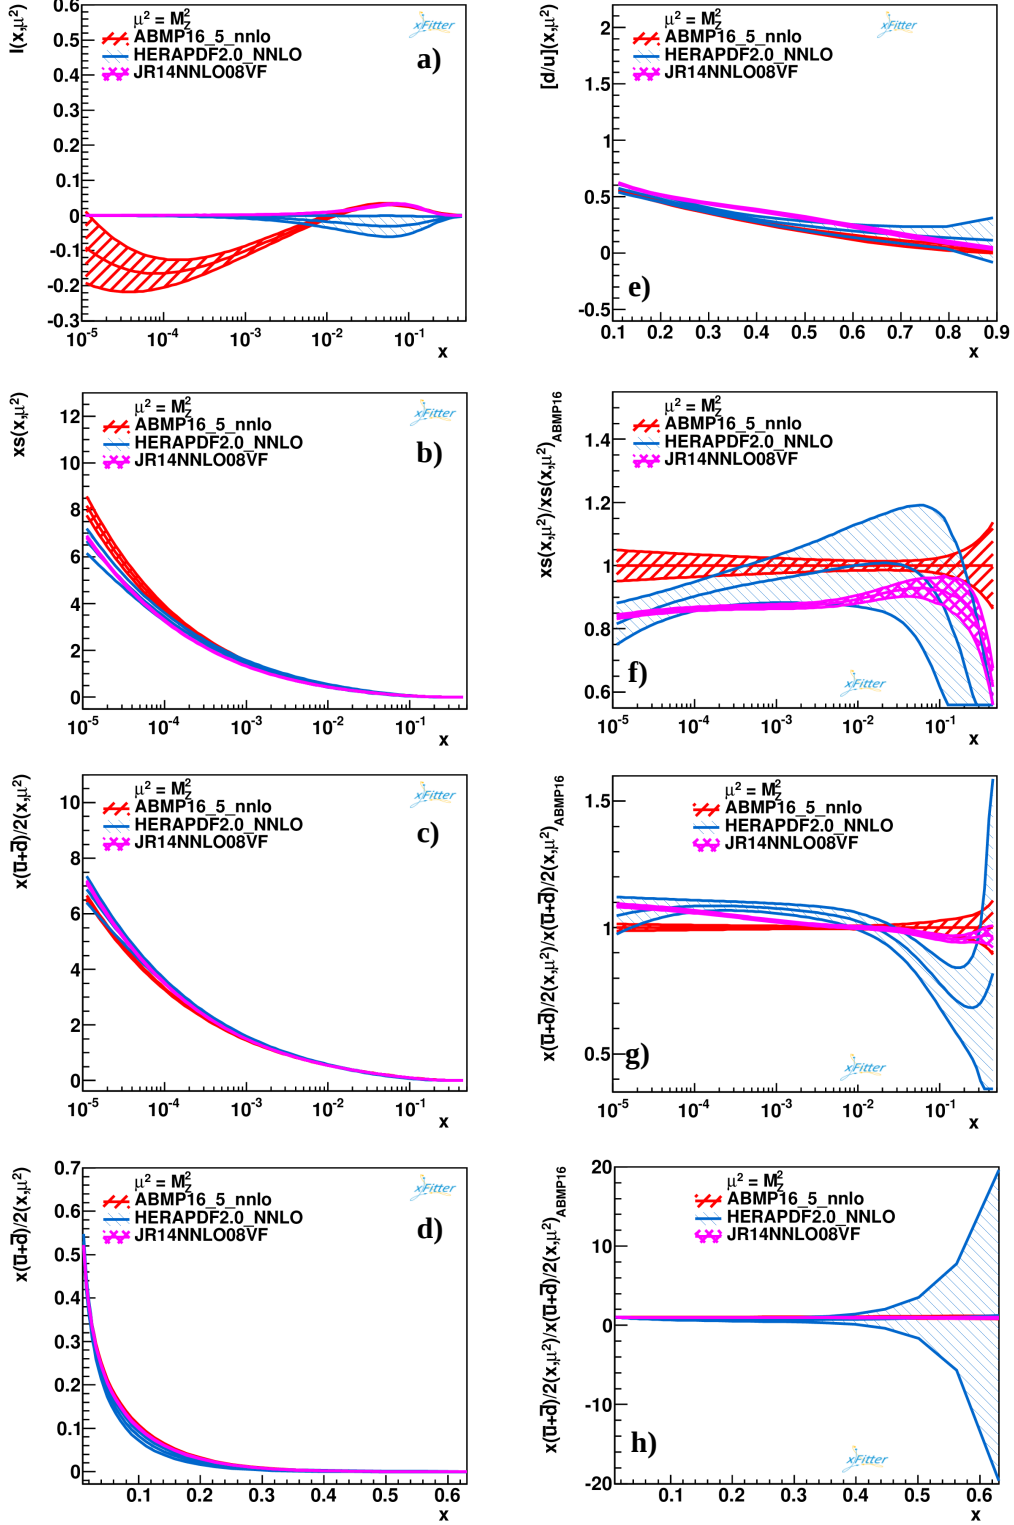 μ² = M_Z²
ABMP16_5_nnlo
HERAPDF2.0_NNLO
JR14NNLO08VF
xFitter
a)
I(x,μ²)
0.6
0.5
0.4
0.3
0.2
0.1
0
-0.1
-0.2
-0.3
10⁻⁵ 10⁻⁴ 10⁻³ 10⁻² 10⁻¹
x
μ² = M_Z²
ABMP16_5_nnlo
HERAPDF2.0_NNLO
JR14NNLO08VF
xFitter
e)
[d/u](x,μ²)
2
1.5
1
0.5
0
-0.5
0.1 0.2 0.3 0.4 0.5 0.6 0.7 0.8 0.9
x
μ² = M_Z²
ABMP16_5_nnlo
HERAPDF2.0_NNLO
JR14NNLO08VF
xFitter
b)
xs(x,μ²)
12
10
8
6
4
2
0
10⁻⁵ 10⁻⁴ 10⁻³ 10⁻² 10⁻¹
x
μ² = M_Z²
ABMP16_5_nnlo
HERAPDF2.0_NNLO
JR14NNLO08VF
xFitter
f)
xs(x,μ²)/xs(x,μ²)_ABMP16
1.4
1.2
1
0.8
0.6
10⁻⁵ 10⁻⁴ 10⁻³ 10⁻² 10⁻¹
x
μ² = M_Z²
ABMP16_5_nnlo
HERAPDF2.0_NNLO
JR14NNLO08VF
xFitter
c)
x(u̅+d̅)/2(x,μ²)
10
8
6
4
2
0
10⁻⁵ 10⁻⁴ 10⁻³ 10⁻² 10⁻¹
x
μ² = M_Z²
ABMP16_5_nnlo
HERAPDF2.0_NNLO
JR14NNLO08VF
xFitter
g)
x(u̅+d̅)/2(x,μ²)/x(u̅+d̅)/2(x,μ²)_ABMP16
1.5
1
0.5
10⁻⁵ 10⁻⁴ 10⁻³ 10⁻² 10⁻¹
x
μ² = M_Z²
ABMP16_5_nnlo
HERAPDF2.0_NNLO
JR14NNLO08VF
xFitter
d)
x(u̅+d̅)/2(x,μ²)
0.7
0.6
0.5
0.4
0.3
0.2
0.1
0
0.1 0.2 0.3 0.4 0.5 0.6
x
μ² = M_Z²
ABMP16_5_nnlo
HERAPDF2.0_NNLO
JR14NNLO08VF
xFitter
h)
x(u̅+d̅)/2(x,μ²)/x(u̅+d̅)/2(x,μ²)_ABMP16
20
10
0
-10
-20
0.1 0.2 0.3 0.4 0.5 0.6
x